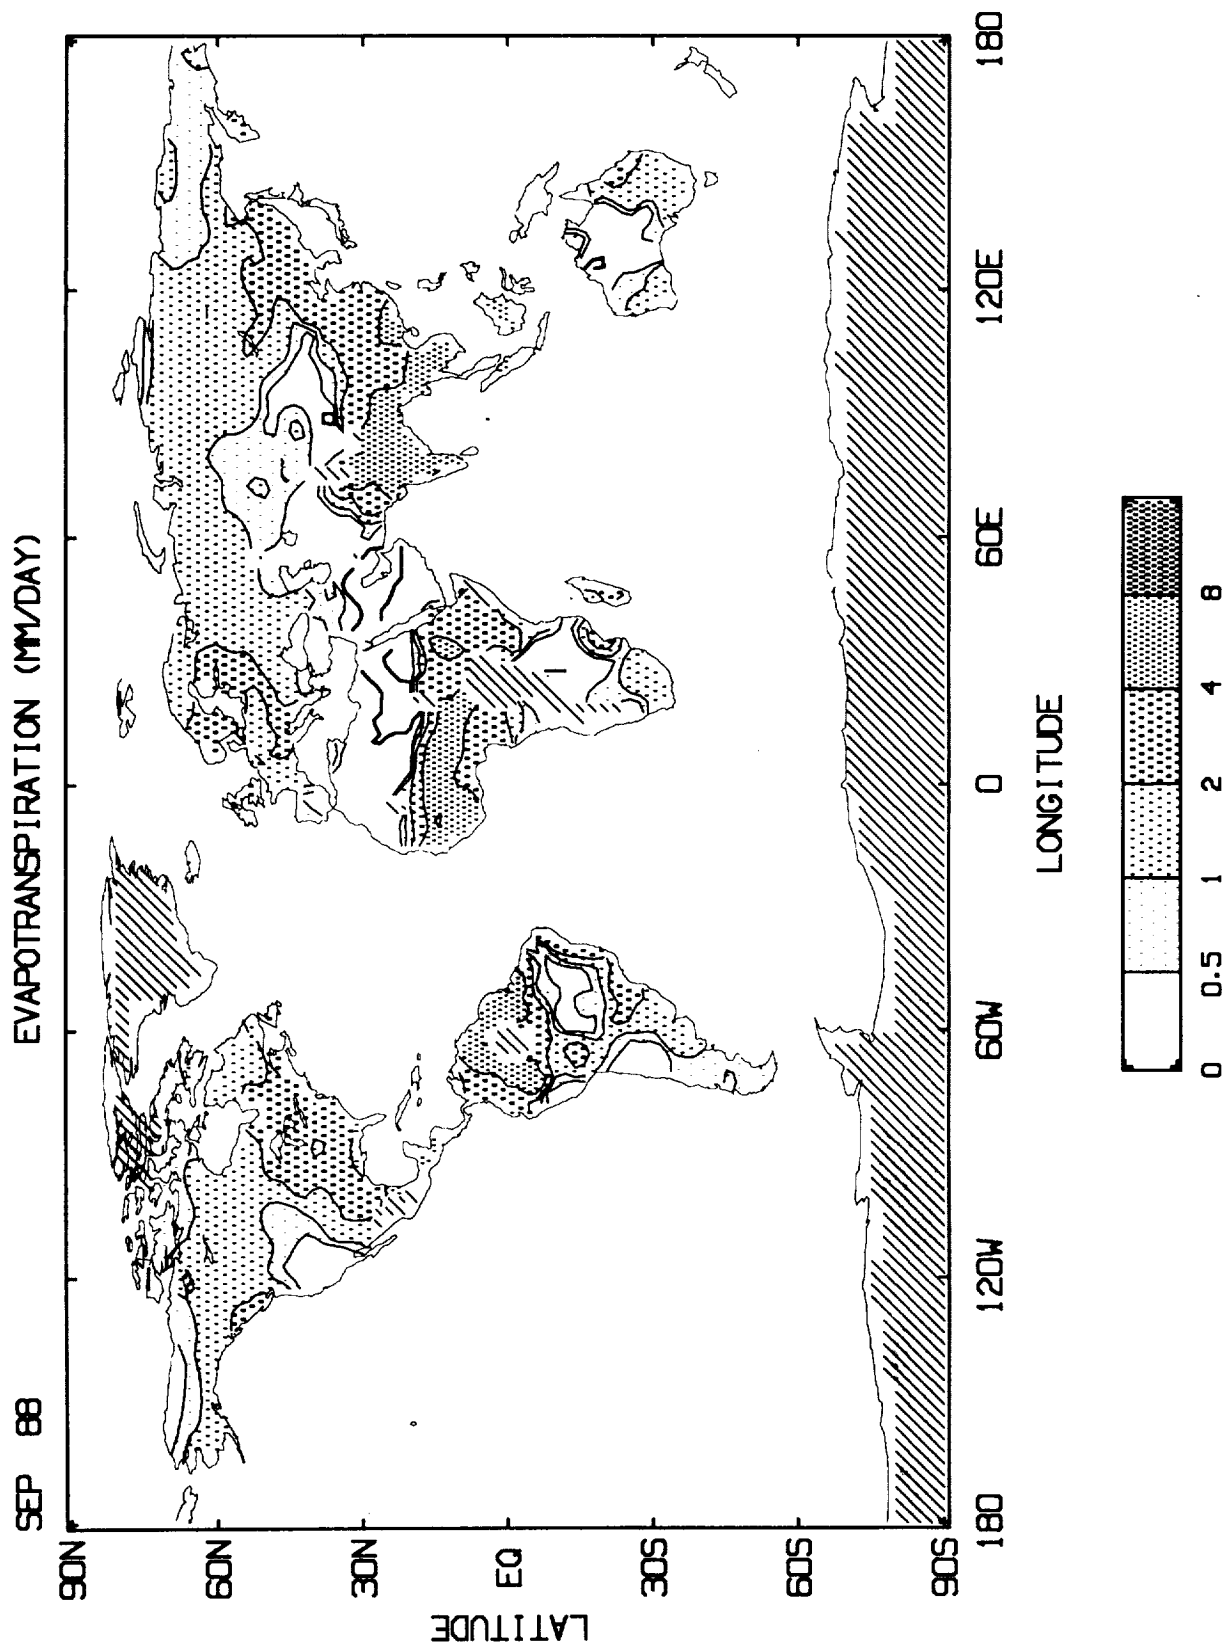 SEP 88
EVAPOTRANSPIRATION (MM/DAY)
90N
60N
30N
EQ
30S
60S
90S
LATITUDE
180
120W
60W
0
60E
120E
180
LONGITUDE
0
0.5
1
2
4
8